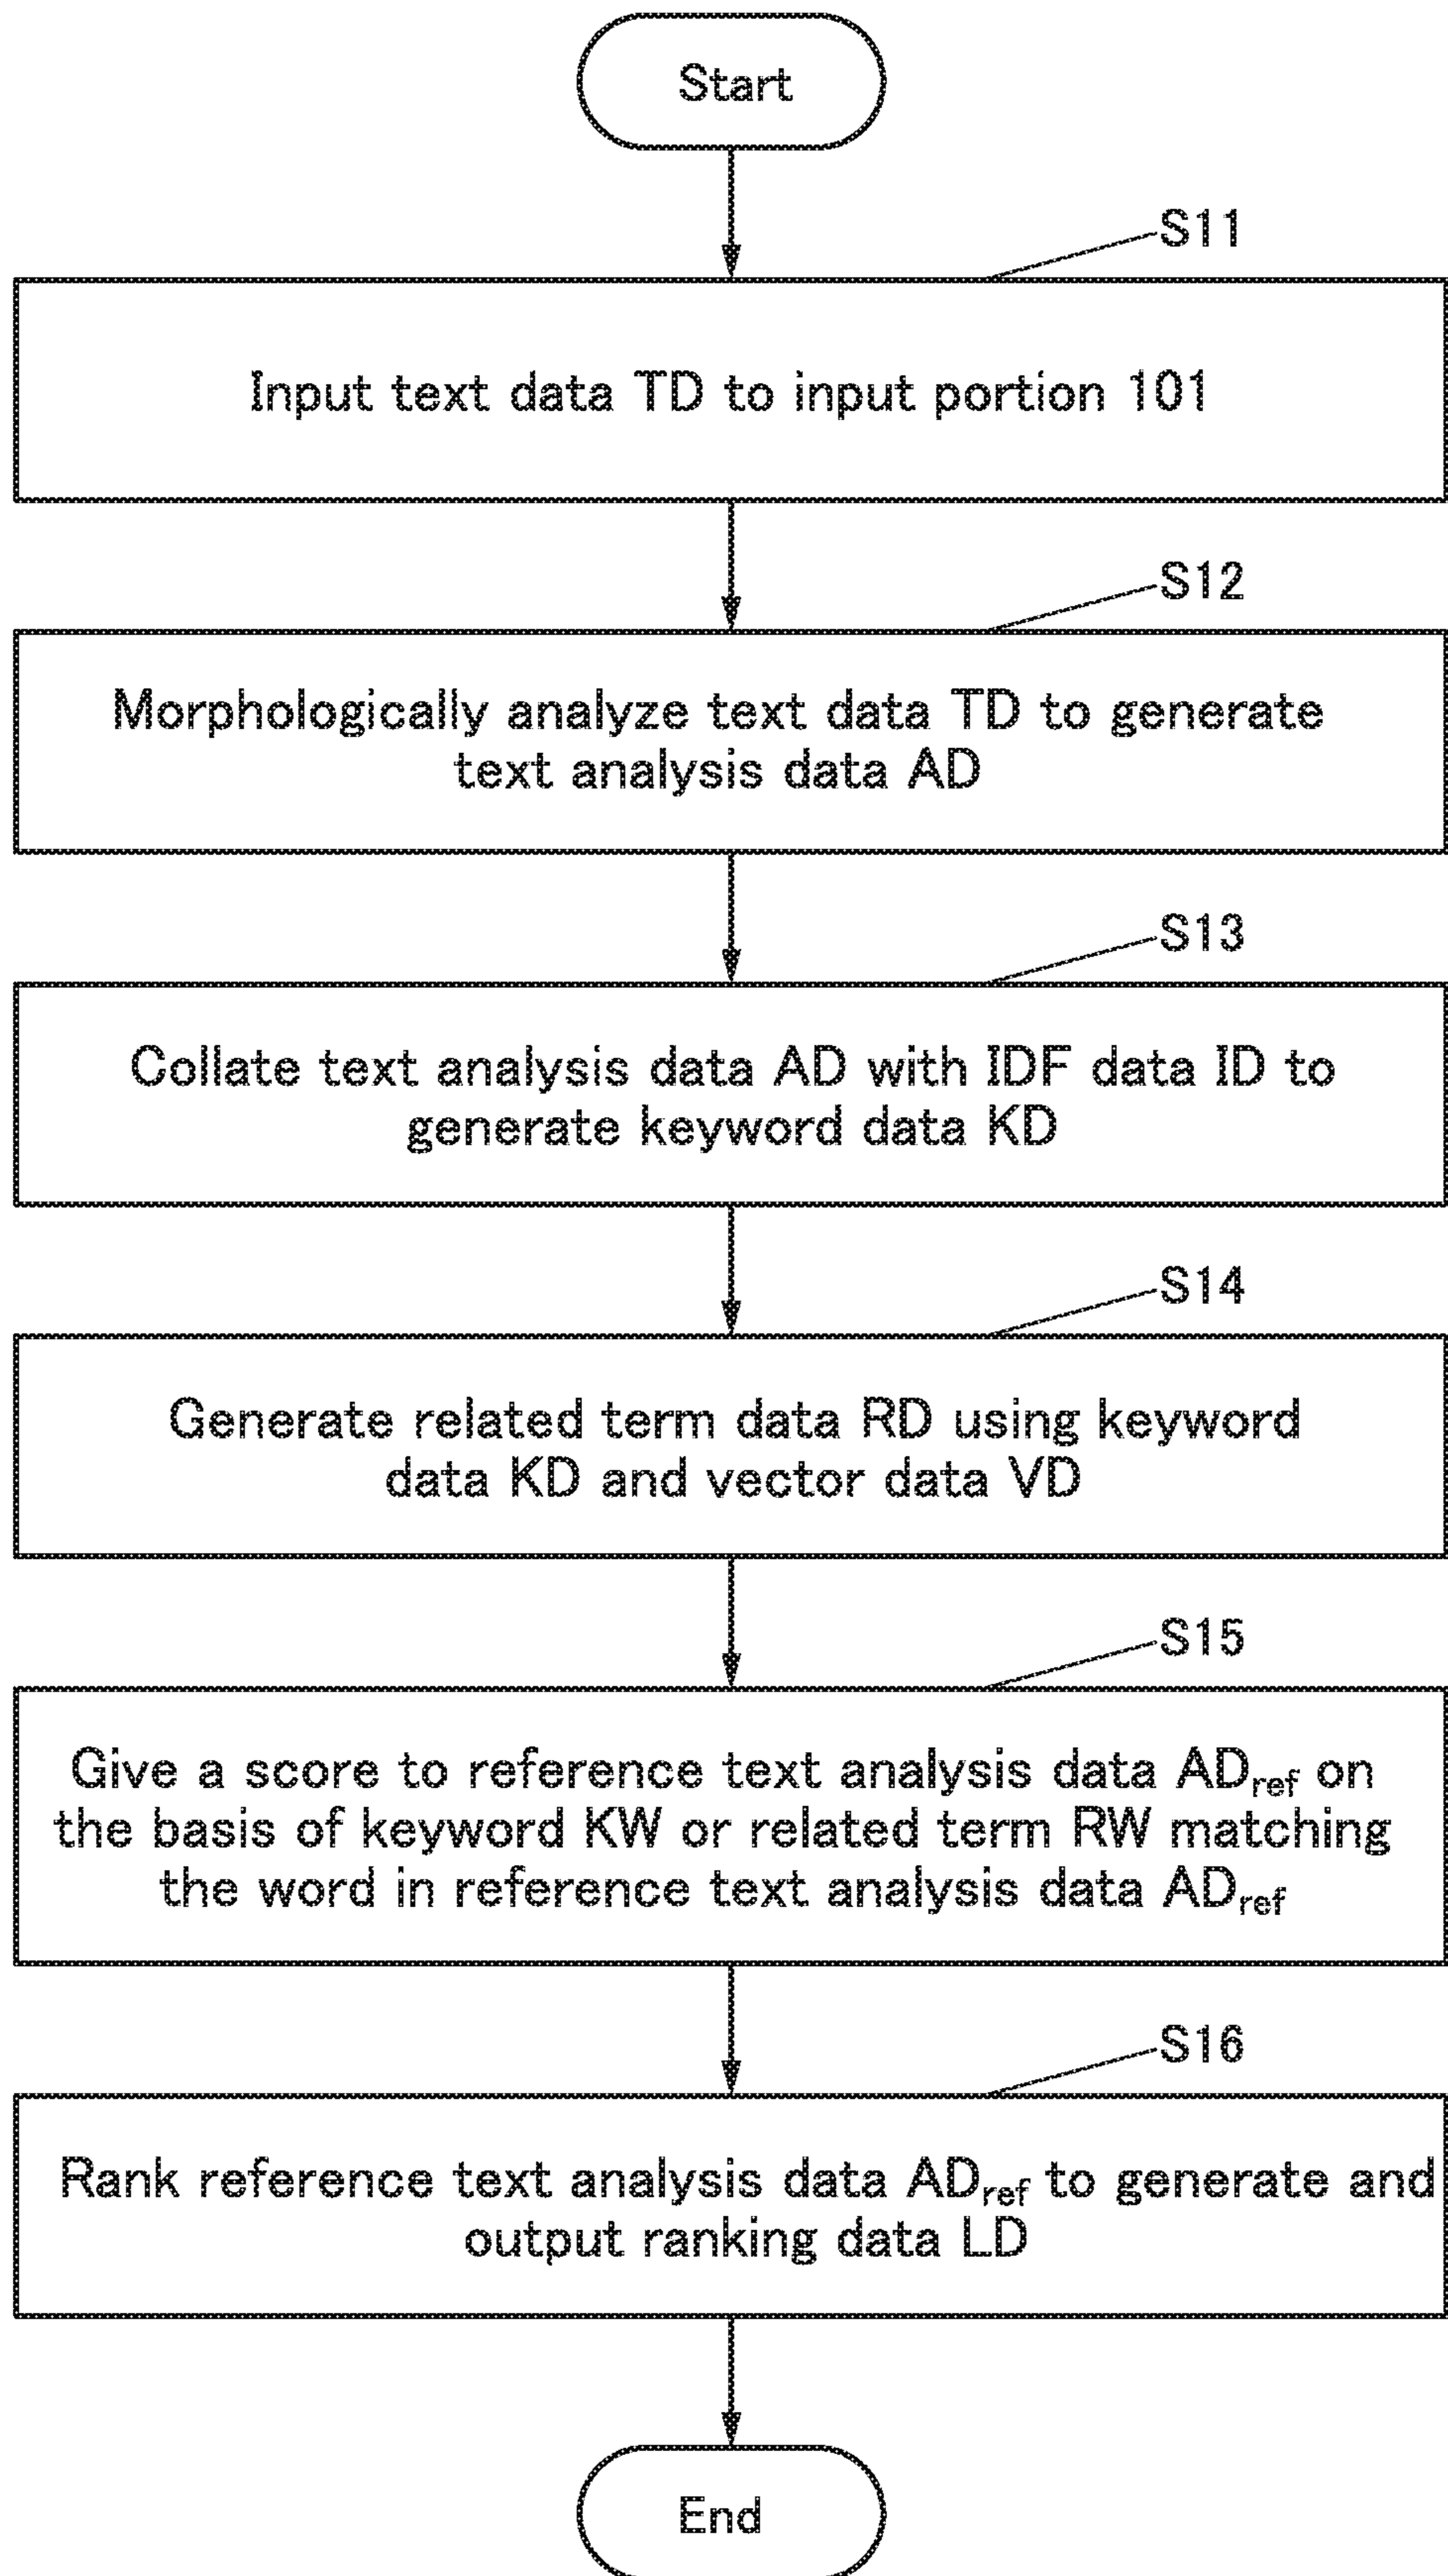 Start
S11
Input text data TD to input portion 101
S12
Morphologically analyze text data TD to generate
text analysis data AD
S13
Collate text analysis data AD with IDF data ID to
generate keyword data KD
S14
Generate related term data RD using keyword
data KD and vector data VD
S15
Give a score to reference text analysis data ADref on
the basis of keyword KW or related term RW matching
the word in reference text analysis data ADref
S16
Rank reference text analysis data ADref to generate and
output ranking data LD
End